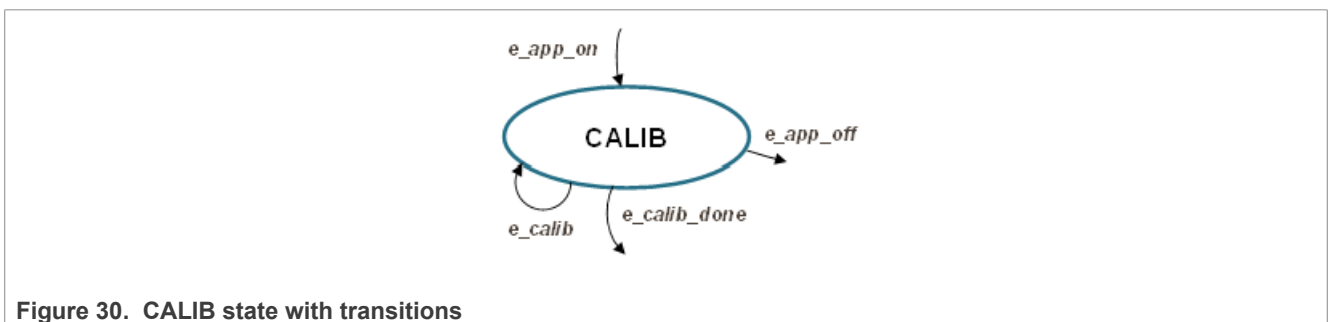 e_app_on
CALIB
e_app_off
e_calib_done
e_calib
Figure 30. CALIB state with transitions